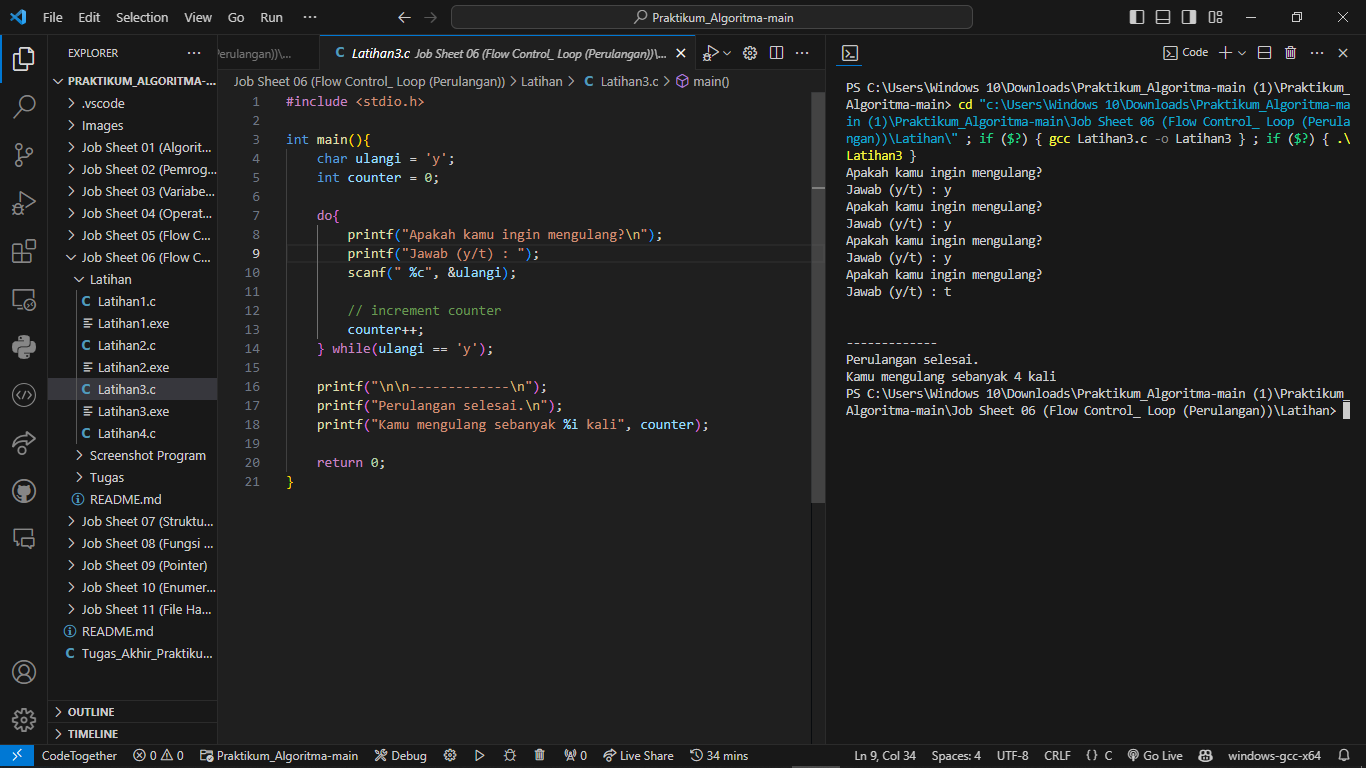 File Edit Selection View Go Run ··· Praktikum_Algoritma-main
EXPLORER ···
PRAKTIKUM_ALGORITMA-...
.vscode
Images
Job Sheet 01 (Algorit...
Job Sheet 02 (Pemrog...
Job Sheet 03 (Variabe...
Job Sheet 04 (Operat...
Job Sheet 05 (Flow C...
Job Sheet 06 (Flow C...
Latihan
C Latihan1.c
Latihan1.exe
C Latihan2.c
Latihan2.exe
C Latihan3.c
Latihan3.exe
C Latihan4.c
Screenshot Program
Tugas
README.md
Job Sheet 07 (Struktu...
Job Sheet 08 (Fungsi ...
Job Sheet 09 (Pointer)
Job Sheet 10 (Enumer...
Job Sheet 11 (File Ha...
README.md
C Tugas_Akhir_Praktiku...
OUTLINE
TIMELINE
Perulangan))\... C Latihan3.c Job Sheet 06 (Flow Control_ Loop (Perulangan))\...
Job Sheet 06 (Flow Control_ Loop (Perulangan)) > Latihan > C Latihan3.c > main()
1 #include <stdio.h>
2
3 int main(){
4 char ulangi = 'y';
5 int counter = 0;
6
7 do{
8 printf("Apakah kamu ingin mengulang?\n");
9 printf("Jawab (y/t) : ");
10 scanf(" %c", &ulangi);
11
12 // increment counter
13 counter++;
14 } while(ulangi == 'y');
15
16 printf("\n\n-------------\n");
17 printf("Perulangan selesai.\n");
18 printf("Kamu mengulang sebanyak %i kali", counter);
19
20 return 0;
21 }
Code
PS C:\Users\Windows 10\Downloads\Praktikum_Algoritma-main (1)\Praktikum_
Algoritma-main> cd "c:\Users\Windows 10\Downloads\Praktikum_Algoritma-ma
in (1)\Praktikum_Algoritma-main\Job Sheet 06 (Flow Control_ Loop (Perula
ngan))\Latihan\" ; if ($?) { gcc Latihan3.c -o Latihan3 } ; if ($?) { .\
Latihan3 }
Apakah kamu ingin mengulang?
Jawab (y/t) : y
Apakah kamu ingin mengulang?
Jawab (y/t) : y
Apakah kamu ingin mengulang?
Jawab (y/t) : y
Apakah kamu ingin mengulang?
Jawab (y/t) : t
-------------
Perulangan selesai.
Kamu mengulang sebanyak 4 kali
PS C:\Users\Windows 10\Downloads\Praktikum_Algoritma-main (1)\Praktikum_
Algoritma-main\Job Sheet 06 (Flow Control_ Loop (Perulangan))\Latihan>
CodeTogether 0 0 Praktikum_Algoritma-main Debug 0 Live Share 34 mins Ln 9, Col 34 Spaces: 4 UTF-8 CRLF { } C Go Live windows-gcc-x64